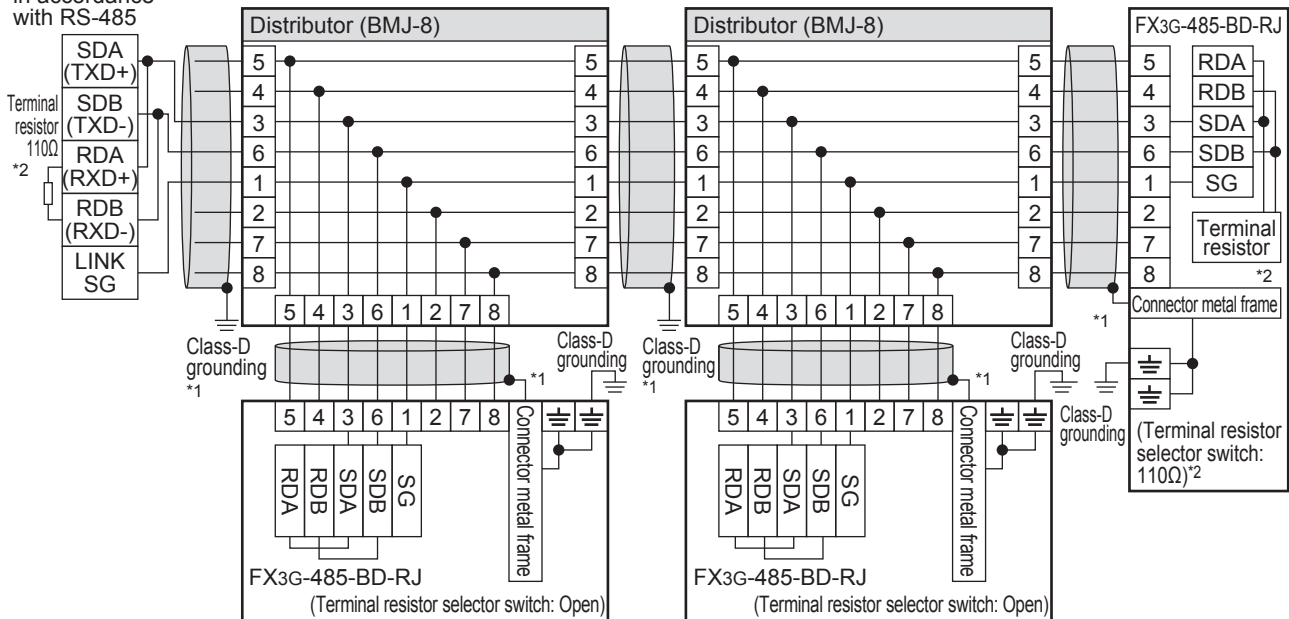 in accordance
with RS-485
SDA
(TXD+)
SDB
(TXD-)
RDA
(RXD+)
RDB
(RXD-)
LINK
SG
Terminal
resistor
110Ω
*2
Distributor (BMJ-8)
5 5
4 4
3 3
6 6
1 1
2 2
7 7
8 8
5 4 3 6 1 2 7 8
Class-D
grounding
*1
*1
Class-D
grounding
5 4 3 6 1 2 7 8
RDA
RDB
SDA
SDB
SG
Connector metal frame
FX3G-485-BD-RJ
(Terminal resistor selector switch: Open)
Distributor (BMJ-8)
5 5
4 4
3 3
6 6
1 1
2 2
7 7
8 8
5 4 3 6 1 2 7 8
Class-D
grounding
*1
*1
Class-D
grounding
5 4 3 6 1 2 7 8
RDA
RDB
SDA
SDB
SG
Connector metal frame
FX3G-485-BD-RJ
(Terminal resistor selector switch: Open)
FX3G-485-BD-RJ
5 RDA
4 RDB
3 SDA
6 SDB
1 SG
2
7
8
Terminal
resistor
*2
Connector metal frame
*1
Class-D
grounding
(Terminal resistor
selector switch:
110Ω)*2